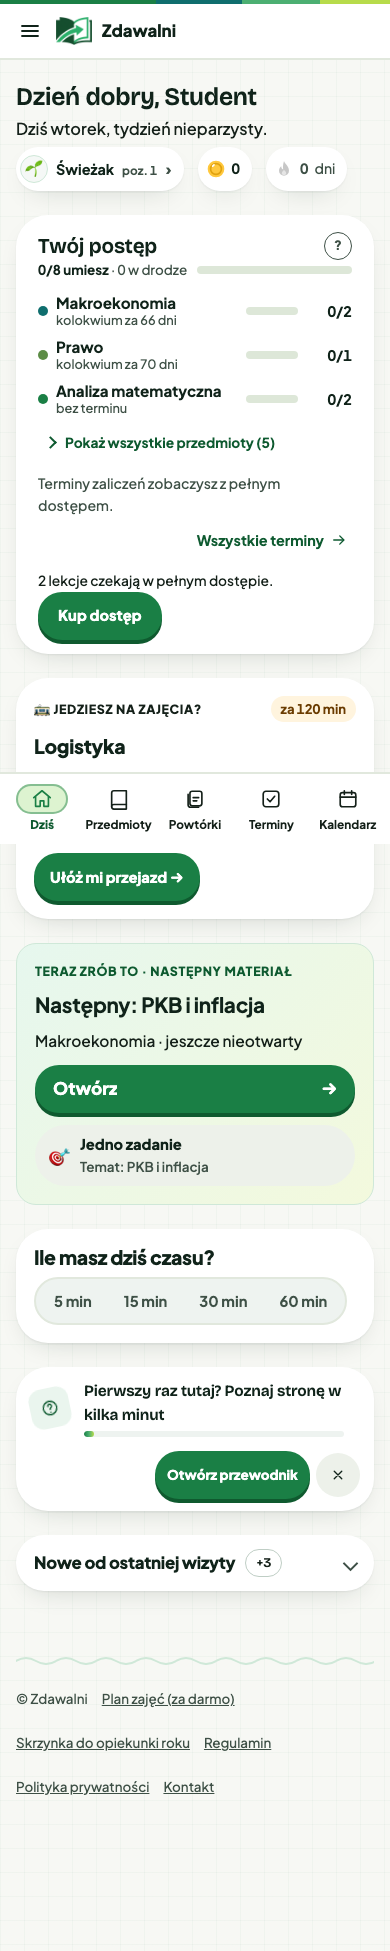 Zdawalni
Dzień dobry, Student
Dziś wtorek, tydzień nieparzysty.
Świeżak poz. 1 ›
0
0 dni
Twój postęp
?
0/8 umiesz · 0 w drodze
Makroekonomia
kolokwium za 66 dni
0/2
Prawo
kolokwium za 70 dni
0/1
Analiza matematyczna
bez terminu
0/2
Pokaż wszystkie przedmioty (5)
Terminy zaliczeń zobaczysz z pełnym
dostępem.
Wszystkie terminy →
2 lekcje czekają w pełnym dostępie.
Kup dostęp
JEDZIESZ NA ZAJĘCIA?
za 120 min
Logistyka
Dziś
Przedmioty
Powtórki
Terminy
Kalendarz
Ułóż mi przejazd →
TERAZ ZRÓB TO · NASTĘPNY MATERIAŁ
Następny: PKB i inflacja
Makroekonomia · jeszcze nieotwarty
Otwórz →
Jedno zadanie
Temat: PKB i inflacja
Ile masz dziś czasu?
5 min
15 min
30 min
60 min
Pierwszy raz tutaj? Poznaj stronę w
kilka minut
Otwórz przewodnik
Nowe od ostatniej wizyty
+3
© Zdawalni Plan zajęć (za darmo)
Skrzynka do opiekunki roku Regulamin
Polityka prywatności Kontakt